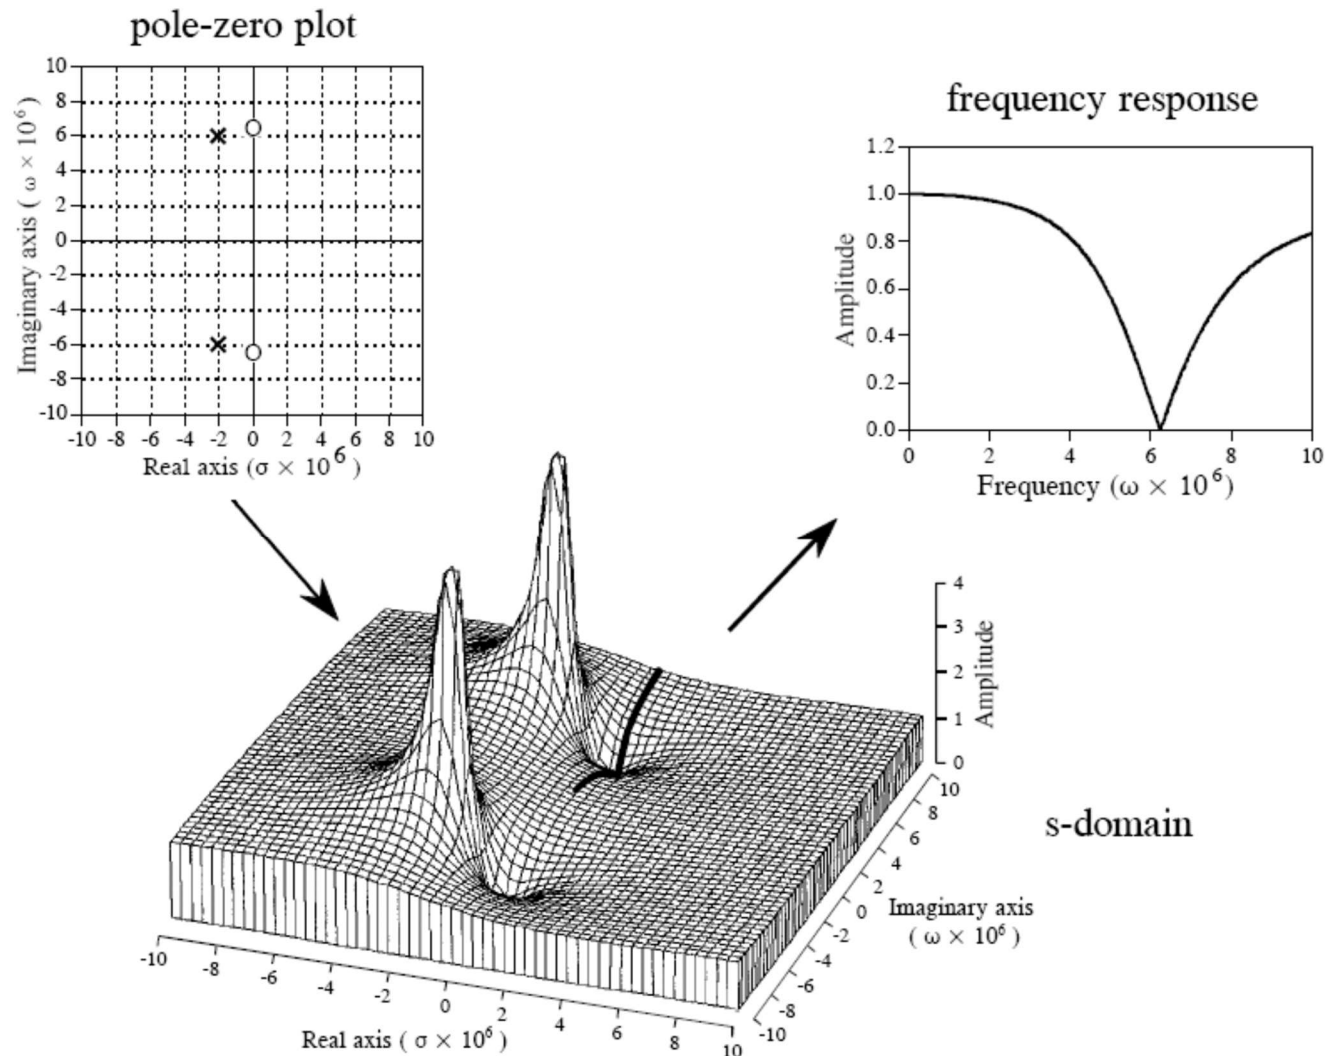 pole-zero plot
10
8
6
4
2
0
-2
-4
-6
-8
-10
Imaginary axis ( ω × 10⁶)
-10 -8 -6 -4 -2 0 2 4 6 8 10
Real axis (σ × 10⁶ )
frequency response
1.2
1.0
0.8
0.6
0.4
0.2
0.0
Amplitude
0 2 4 6 8 10
Frequency (ω × 10⁶)
4
3
2
1
0
Amplitude
s-domain
10
8
6
4
2
0
-2
-4
-6
-8
-10
Imaginary axis
( ω × 10⁶ )
-10 -8 -6 -4 -2 0 2 4 6 8 10
Real axis ( σ × 10⁶ )